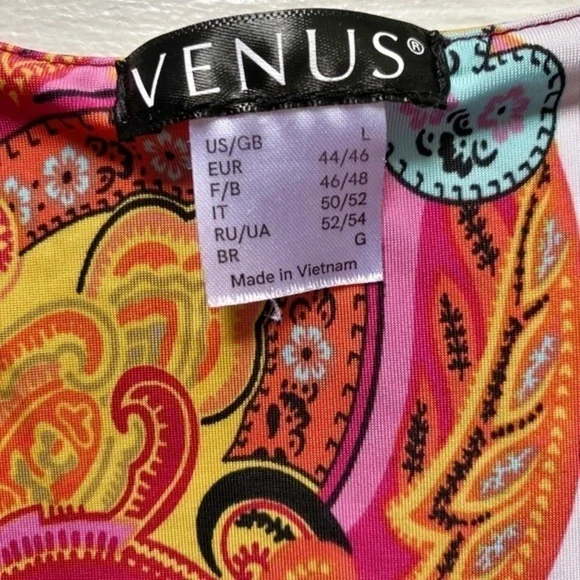 VENUS®
US/GB L
EUR 44/46
F/B 46/48
IT 50/52
RU/UA 52/54
BR G
Made in Vietnam